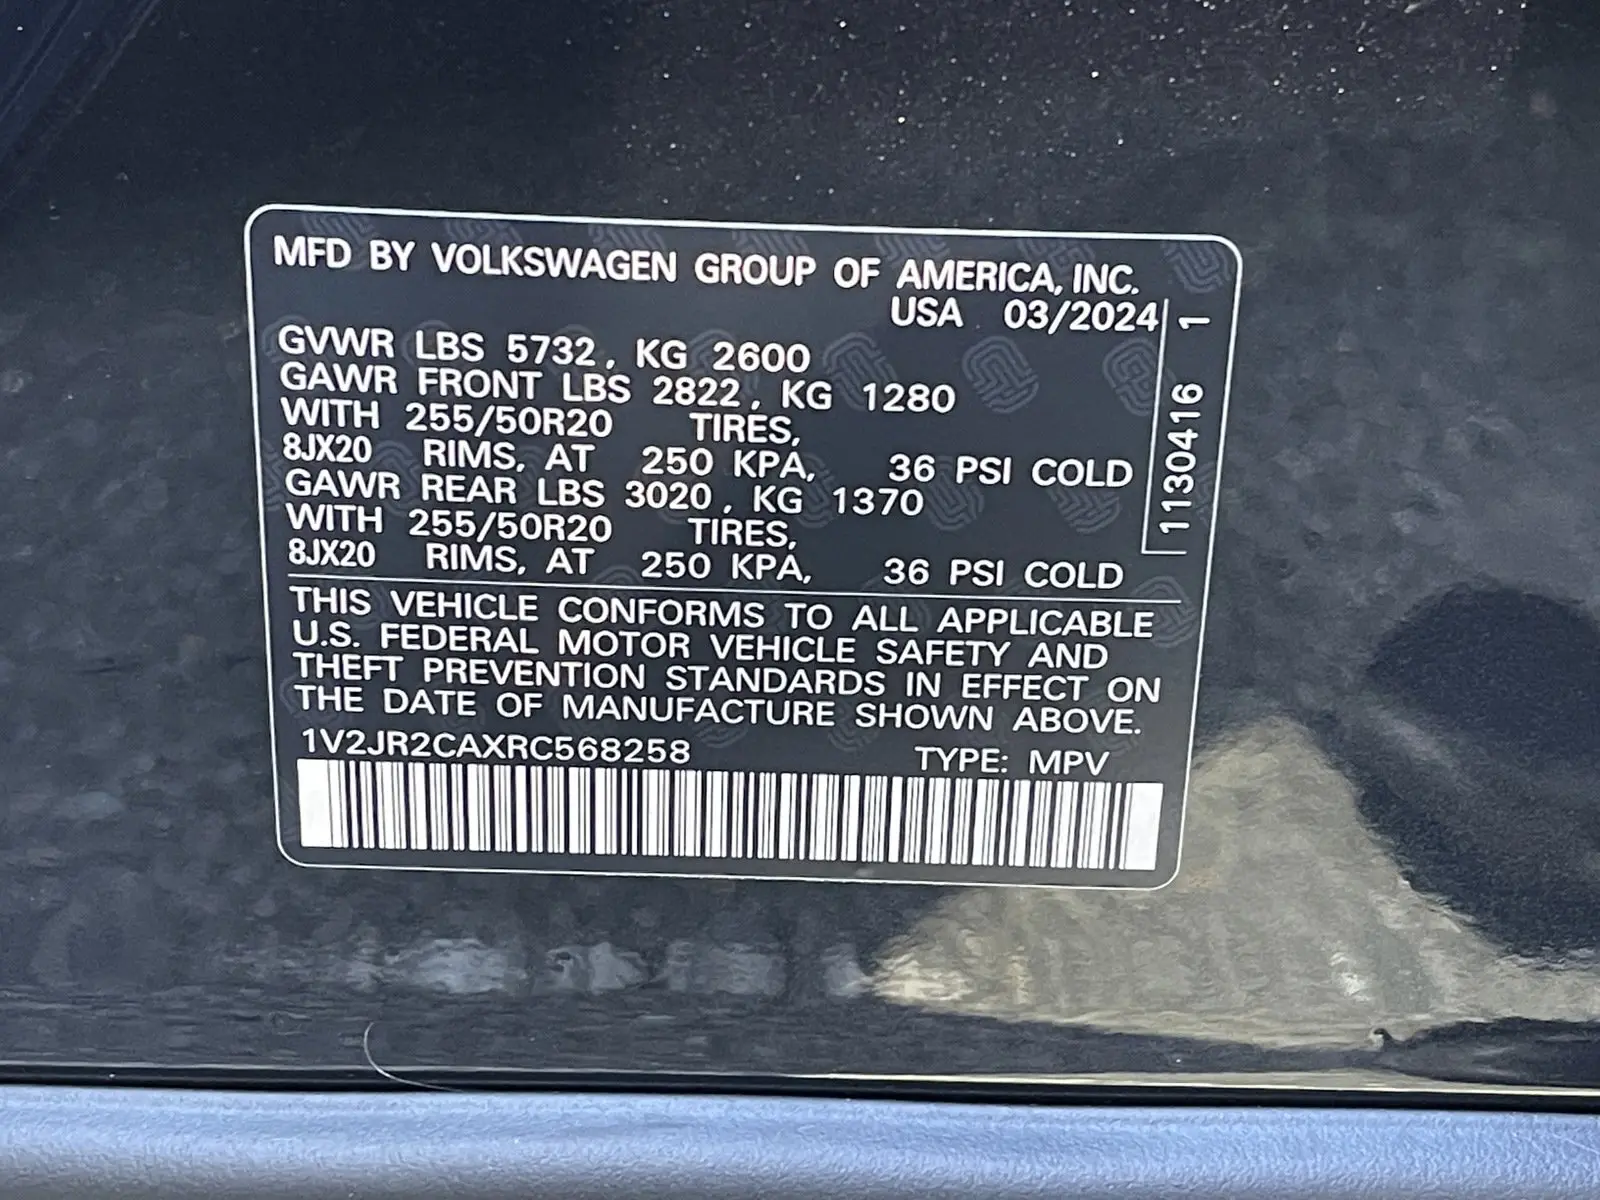 MFD BY VOLKSWAGEN GROUP OF AMERICA, INC.
USA 03/2024
GVWR LBS 5732, KG 2600
GAWR FRONT LBS 2822, KG 1280
WITH 255/50R20 TIRES,
8JX20 RIMS, AT 250 KPA, 36 PSI COLD
GAWR REAR LBS 3020, KG 1370
WITH 255/50R20 TIRES,
8JX20 RIMS, AT 250 KPA, 36 PSI COLD
1130416 1
THIS VEHICLE CONFORMS TO ALL APPLICABLE
U.S. FEDERAL MOTOR VEHICLE SAFETY AND
THEFT PREVENTION STANDARDS IN EFFECT ON
THE DATE OF MANUFACTURE SHOWN ABOVE.
1V2JR2CAXRC568258 TYPE: MPV